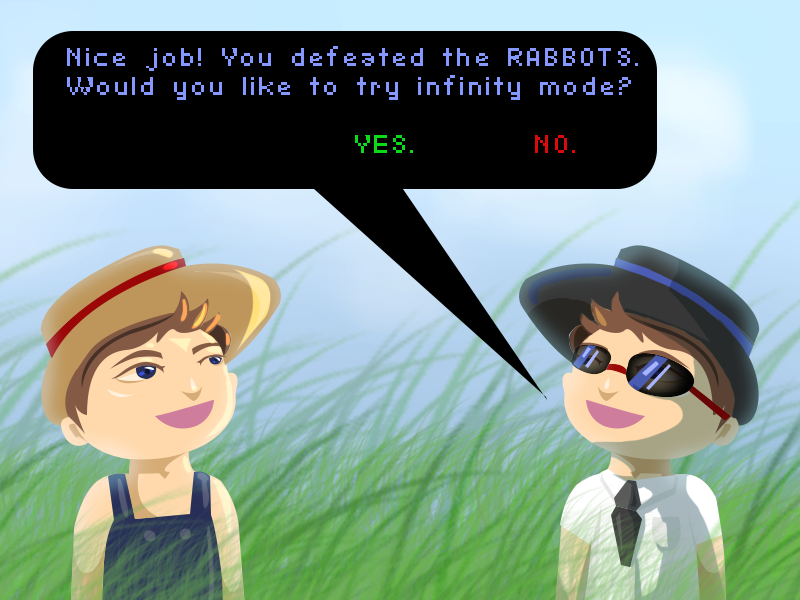 Nice job! You defeated the RABBOTS.
Would you like to try infinity mode?
YES. NO.